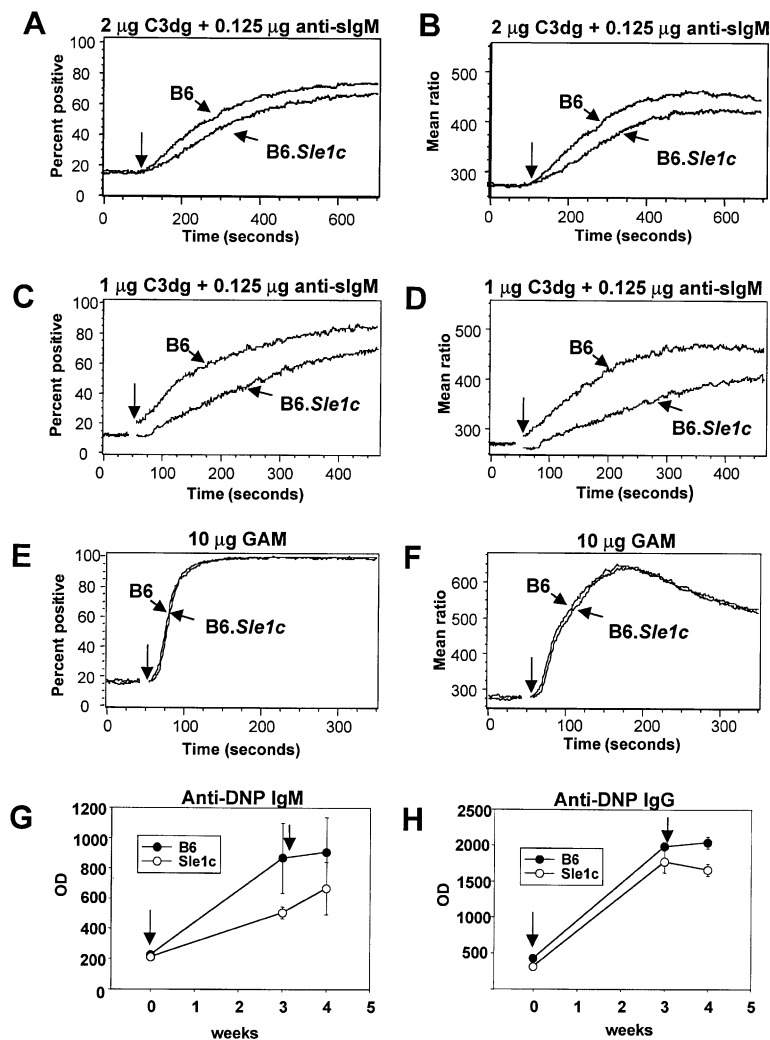 A
2 µg C3dg + 0.125 µg anti-sIgM
Percent positive
100
80
60
40
20
0
B6
B6.Sle1c
0 200 400 600
Time (seconds)
B
2 µg C3dg + 0.125 µg anti-sIgM
Mean ratio
500
400
300
B6
B6.Sle1c
0 200 400 600
Time (seconds)
C
1 µg C3dg + 0.125 µg anti-sIgM
Percent positive
100
80
60
40
20
0
B6
B6.Sle1c
0 100 200 300 400
Time (seconds)
D
1 µg C3dg + 0.125 µg anti-sIgM
Mean ratio
500
400
300
B6
B6.Sle1c
0 100 200 300 400
Time (seconds)
E
10 µg GAM
Percent positive
100
80
60
40
20
0
B6
B6.Sle1c
0 100 200 300
Time (seconds)
F
10 µg GAM
Mean ratio
600
500
400
300
B6
B6.Sle1c
0 100 200 300
Time (seconds)
G
Anti-DNP IgM
OD
1200
1000
800
600
400
200
0
B6
Sle1c
0 1 2 3 4 5
weeks
H
Anti-DNP IgG
OD
2500
2000
1500
1000
500
B6
Sle1c
0 1 2 3 4 5
weeks